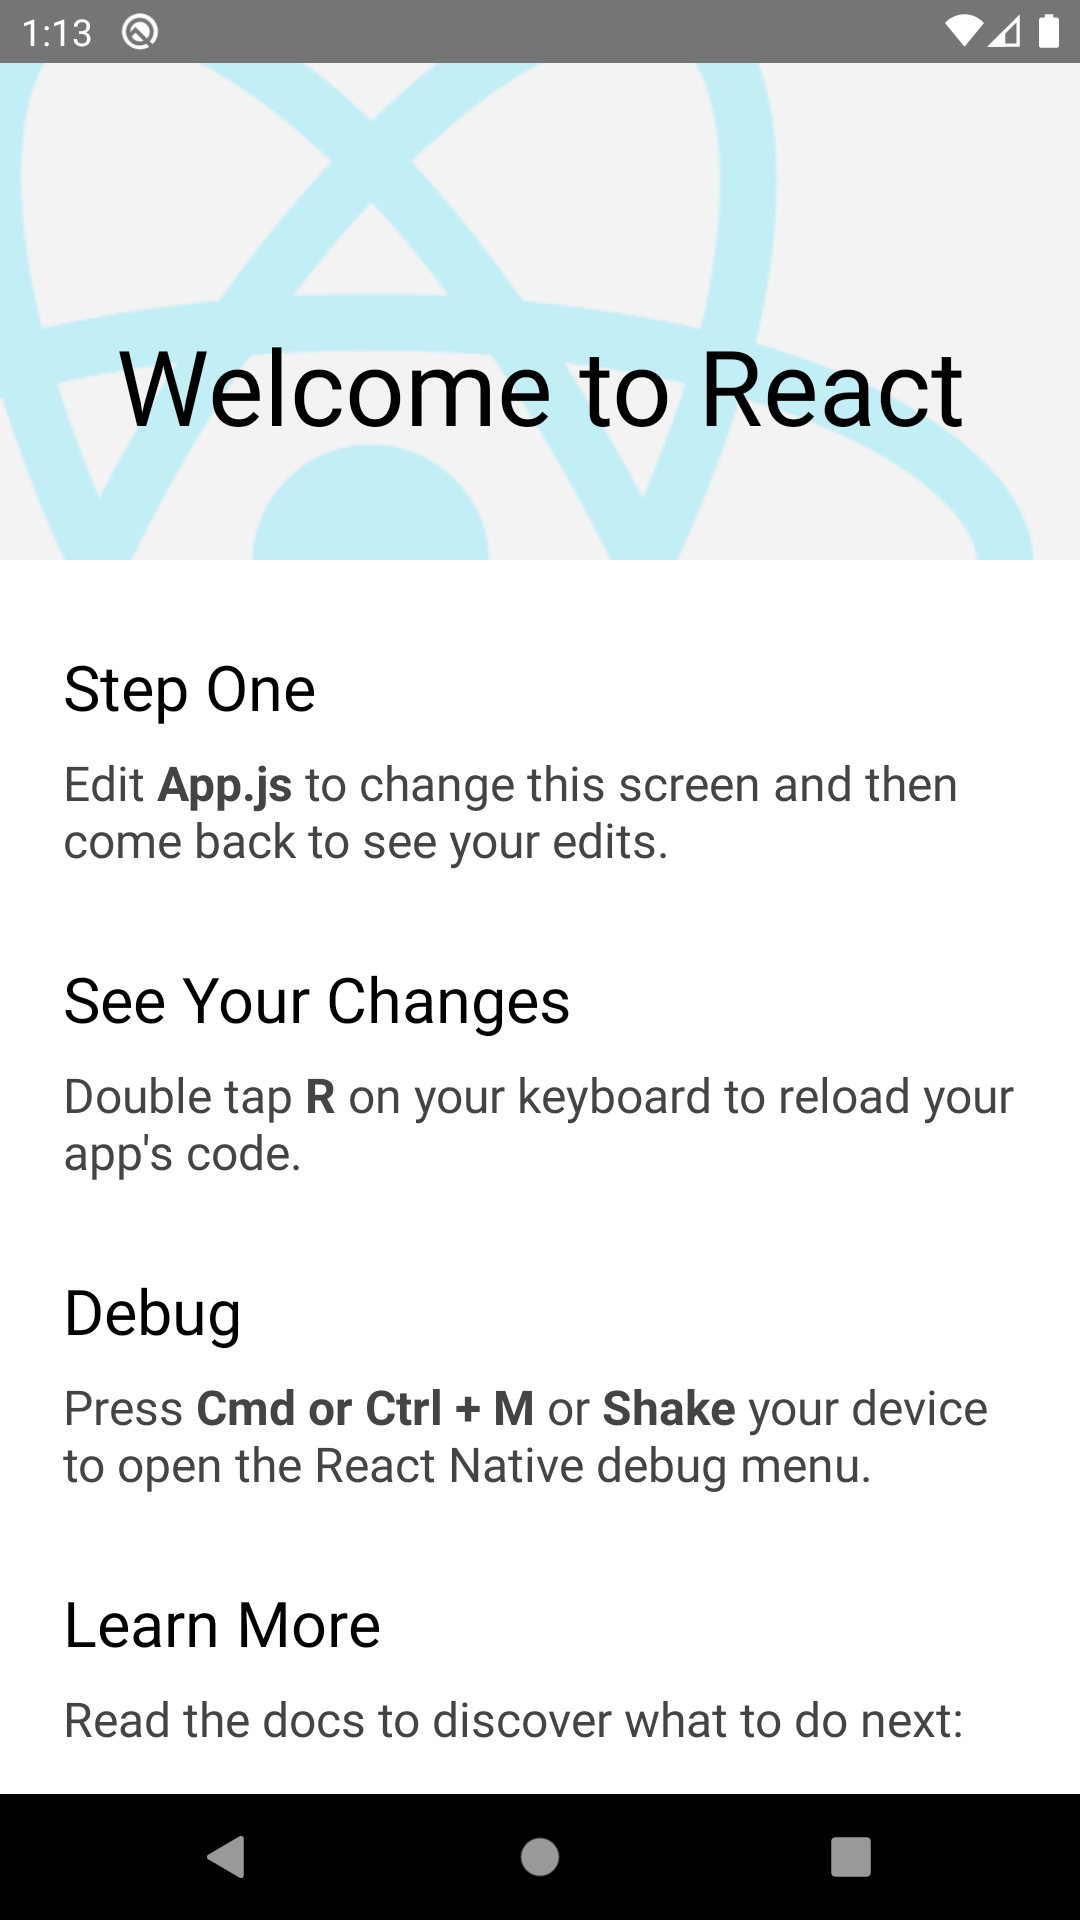 1:13
Welcome to React
Step One
Edit App.js to change this screen and then
come back to see your edits.
See Your Changes
Double tap R on your keyboard to reload your
app's code.
Debug
Press Cmd or Ctrl + M or Shake your device
to open the React Native debug menu.
Learn More
Read the docs to discover what to do next: